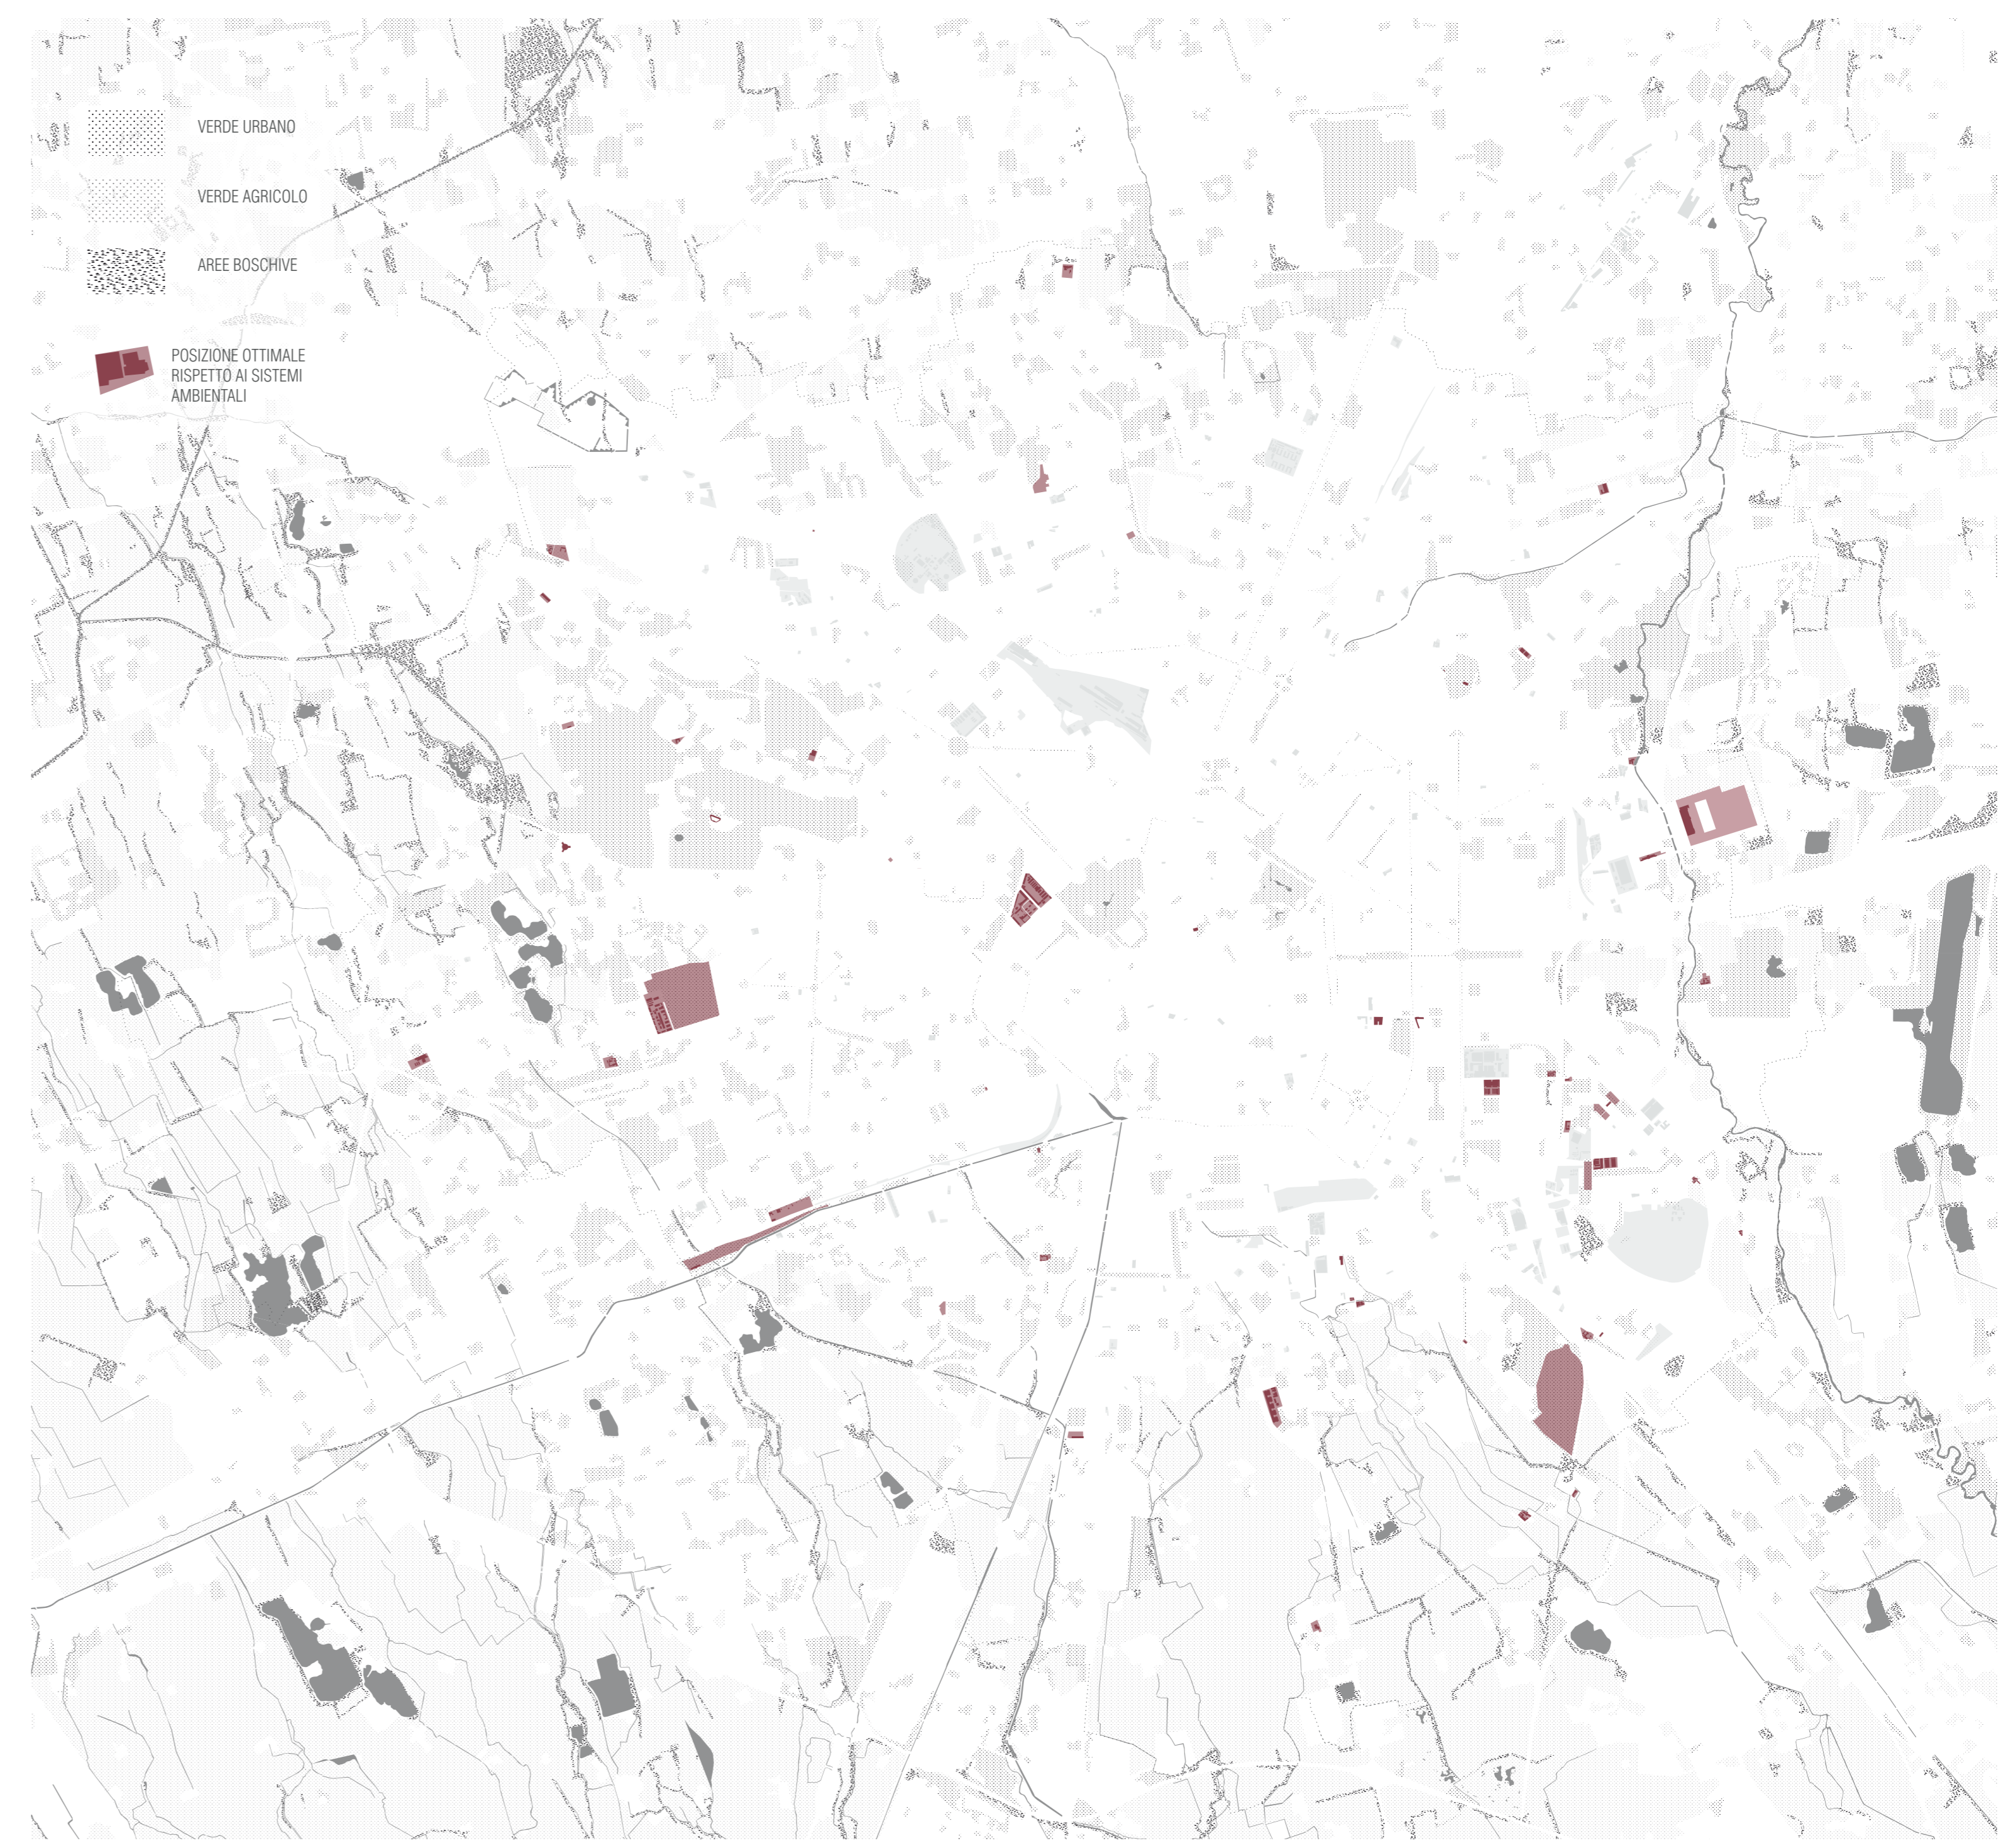 VERDE URBANO
VERDE AGRICOLO
AREE BOSCHIVE
POSIZIONE OTTIMALE
RISPETTO AI SISTEMI
AMBIENTALI